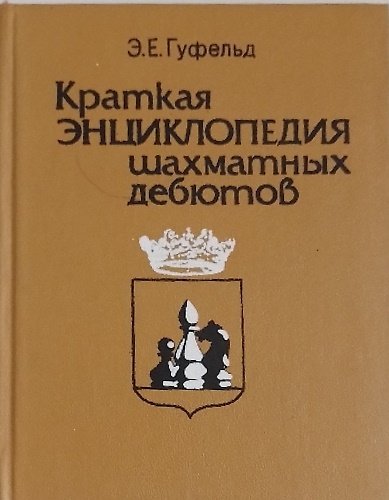 Э.Е.Гуфельд
Краткая
ЭНЦИКЛОПЕДИЯ
шахматных
дебютов